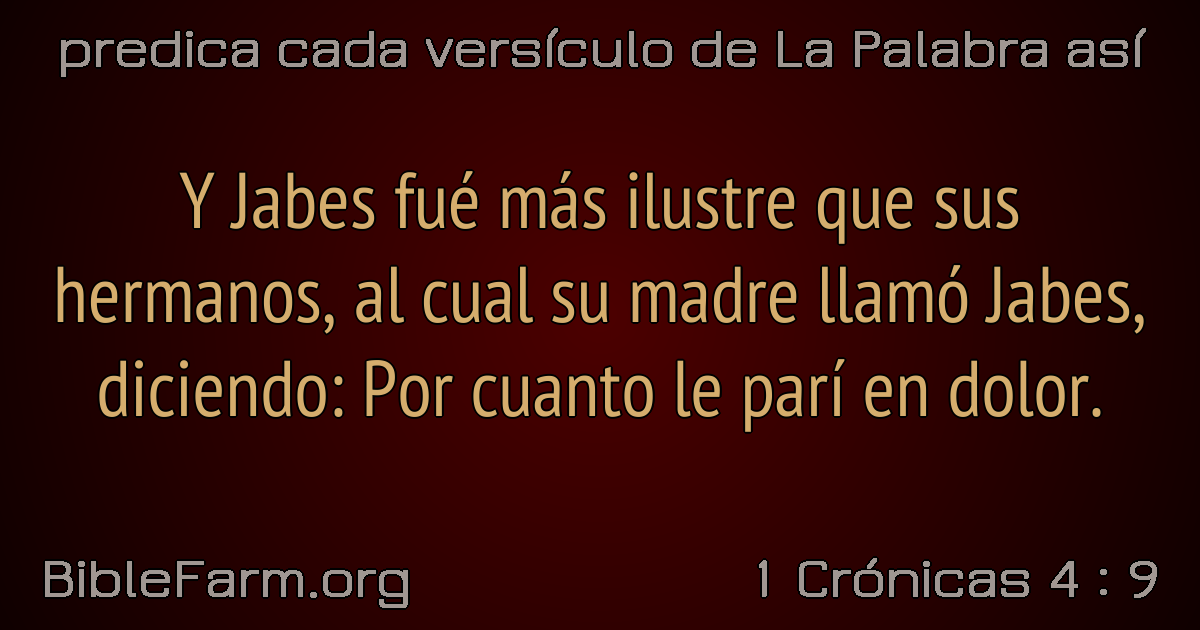 predica cada versículo de La Palabra así
Y Jabes fué más ilustre que sus
hermanos, al cual su madre llamó Jabes,
diciendo: Por cuanto le parí en dolor.
BibleFarm.org
1 Crónicas 4 : 9